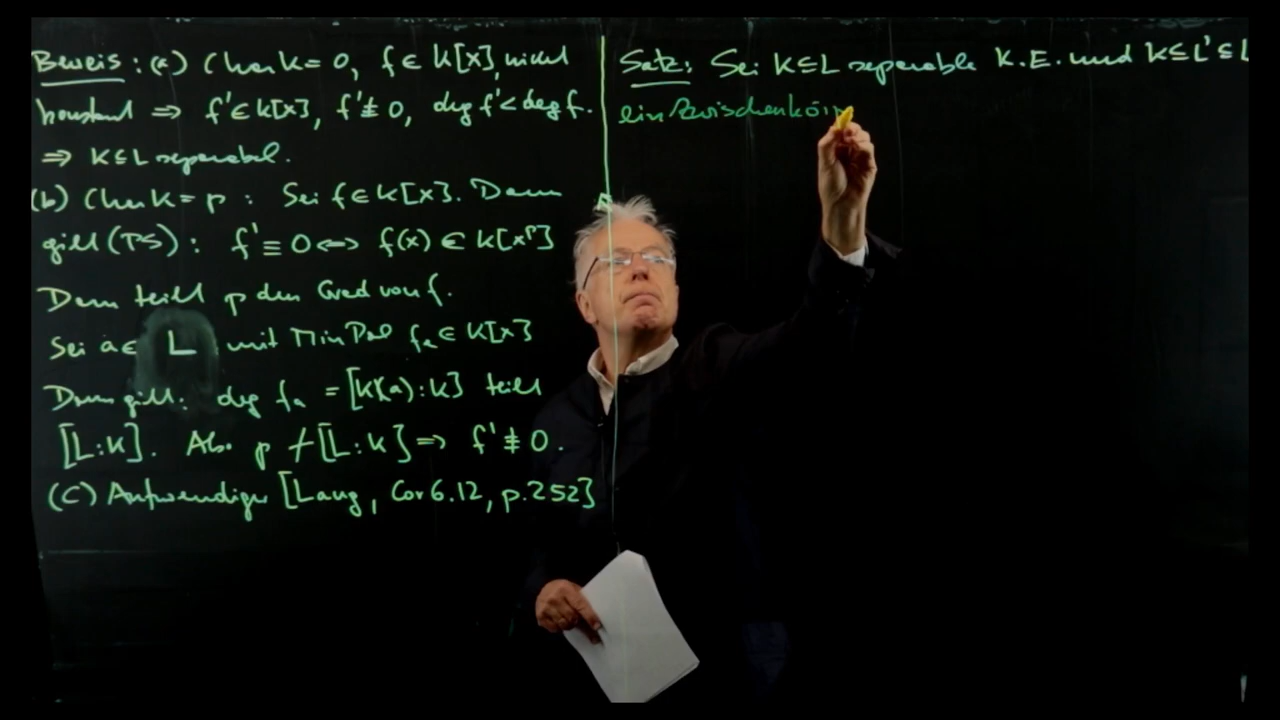 Beweis: (a) Char k = 0, f ∈ k[x], nicht
konstant ⇒ f' ∈ k[x], f' ≢ 0, deg f' < deg f.
⇒ K ⊆ L separabel.
(b) Char k = p : Sei f ∈ k[x]. Dann
gilt (PS): f' ≡ 0 ⇔ f(x) ∈ k[x^p]
Dann teilt p den Grad von f.
Sei a ∈ L mit MinPol f_a ∈ k[x]
Dann gilt: deg f_a = [k(a):k] teilt
[L:k]. Also p ∤ [L:k] ⇒ f' ≢ 0.
(C) Aufwendiger [Lang, Cor 6.12, p.252]
Satz: Sei K ⊆ L separable K.E. und K ⊆ L' ⊆ L
ein Zwischenkör